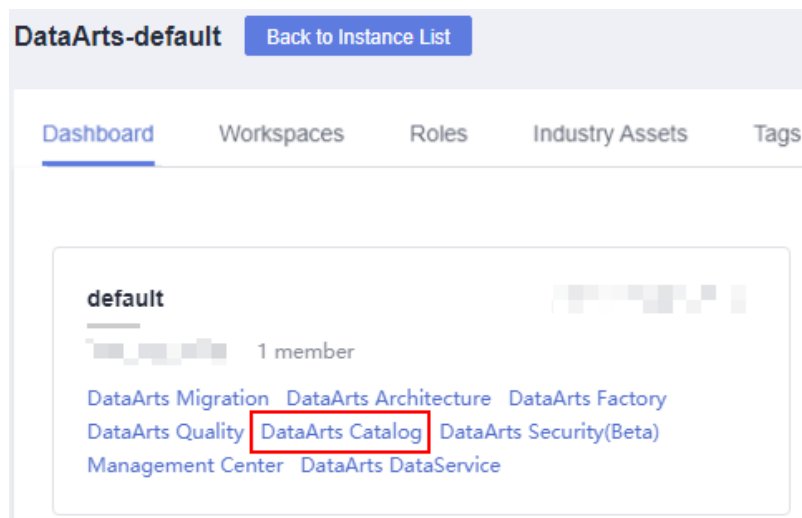 DataArts-default Back to Instance List
Dashboard Workspaces Roles Industry Assets Tags
default
1 member
DataArts Migration DataArts Architecture DataArts Factory
DataArts Quality DataArts Catalog DataArts Security(Beta)
Management Center DataArts DataService